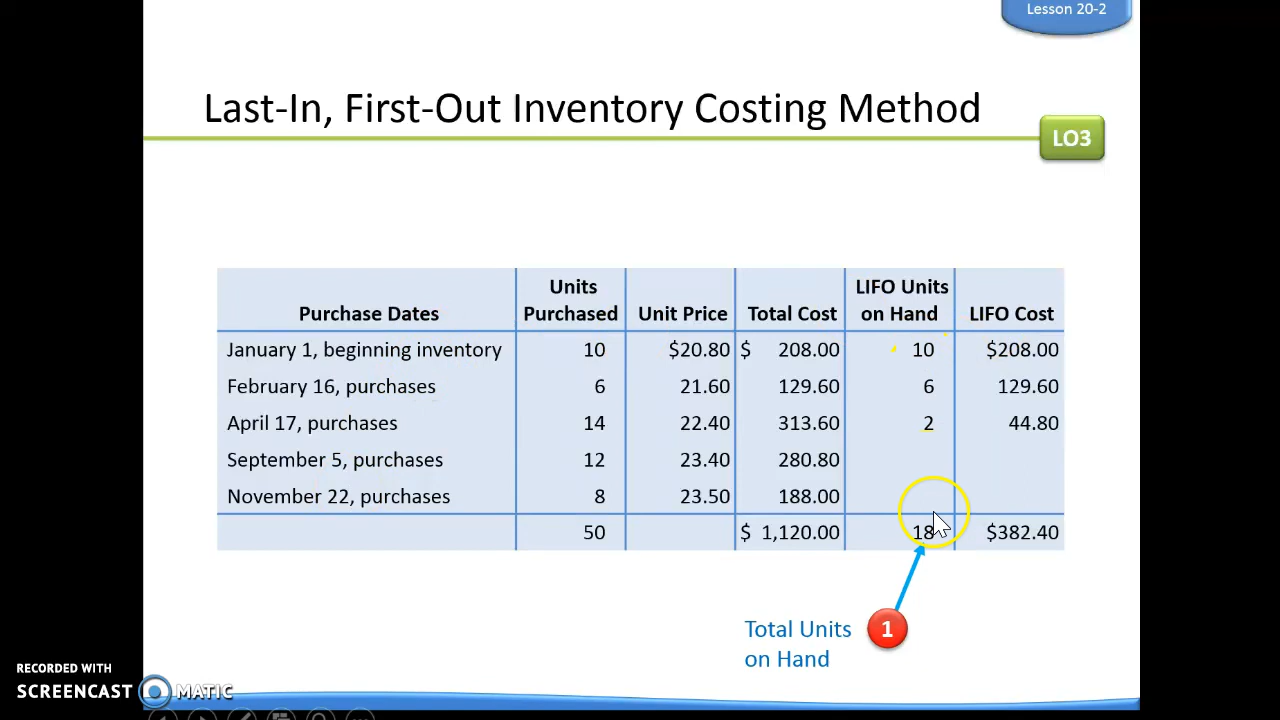 Lesson 20-2
Last-In, First-Out Inventory Costing Method
LO3
Purchase Dates Units Purchased Unit Price Total Cost LIFO Units on Hand LIFO Cost
January 1, beginning inventory 10 $20.80 $ 208.00 10 $208.00
February 16, purchases 6 21.60 129.60 6 129.60
April 17, purchases 14 22.40 313.60 2 44.80
September 5, purchases 12 23.40 280.80
November 22, purchases 8 23.50 188.00
50 $ 1,120.00 18 $382.40
Total Units 1
on Hand
RECORDED WITH
SCREENCAST MATIC